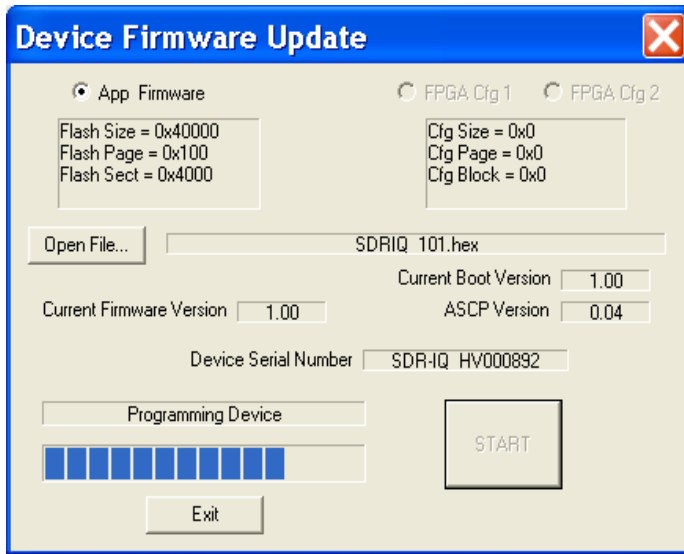 Device Firmware Update
App Firmware
FPGA Cfg 1
FPGA Cfg 2
Flash Size = 0x40000
Flash Page = 0x100
Flash Sect = 0x4000
Cfg Size = 0x0
Cfg Page = 0x0
Cfg Block = 0x0
Open File...
SDRIQ 101.hex
Current Boot Version 1.00
Current Firmware Version 1.00
ASCP Version 0.04
Device Serial Number SDR-IQ HV000892
Programming Device
START
Exit